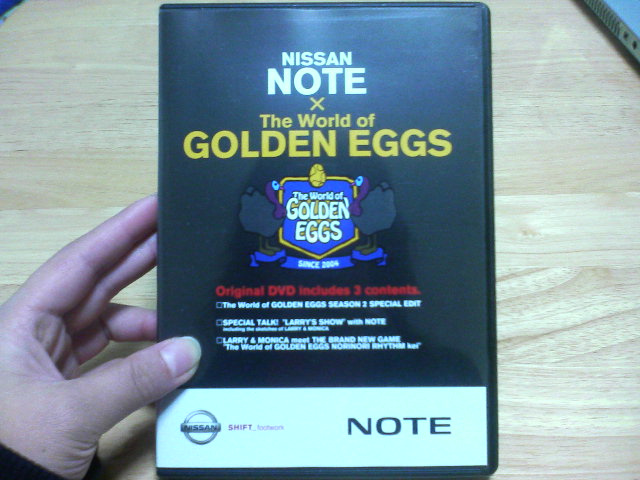 NISSAN
NOTE
×
The World of
GOLDEN EGGS
The World of
GOLDEN
EGGS
SINCE 2004
Original DVD includes 3 contents.
□The World of GOLDEN EGGS SEASON 2 SPECIAL EDIT
□SPECIAL TALK! "LARRY'S SHOW" with NOTE
including the sketches of LARRY & MONICA
□LARRY & MONICA meet THE BRAND NEW GAME
"The World of GOLDEN EGGS NORINORI RHYTHM kei"
NISSAN SHIFT_footwork NOTE